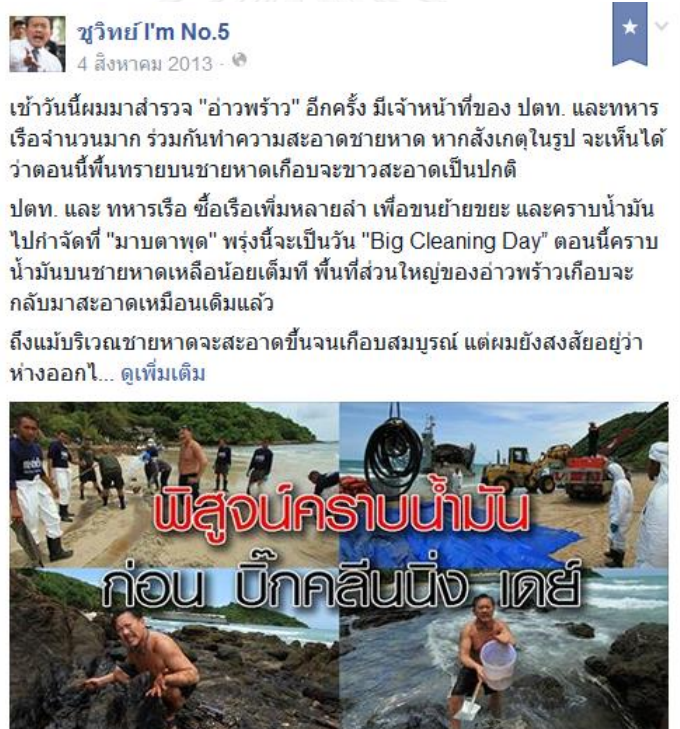 ชูวิทย์ I'm No.5
4 สิงหาคม 2013 ·
เช้าวันนี้ผมมาสำรวจ "อ่าวพร้าว" อีกครั้ง มีเจ้าหน้าที่ของ ปตท. และทหาร
เรือจำนวนมาก ร่วมกันทำความสะอาดชายหาด หากสังเกตุในรูป จะเห็นได้
ว่าตอนนี้พื้นทรายบนชายหาดเกือบจะขาวสะอาดเป็นปกติ
ปตท. และ ทหารเรือ ซื้อเรือเพิ่มหลายลำ เพื่อขนย้ายขยะ และคราบน้ำมัน
ไปกำจัดที่ "มาบตาพุด" พรุ่งนี้จะเป็นวัน "Big Cleaning Day" ตอนนี้คราบ
น้ำมันบนชายหาดเหลือน้อยเต็มที พื้นที่ส่วนใหญ่ของอ่าวพร้าวเกือบจะ
กลับมาสะอาดเหมือนเดิมแล้ว
ถึงแม้บริเวณชายหาดจะสะอาดขึ้นจนเกือบสมบูรณ์ แต่ผมยังสงสัยอยู่ว่า
ห่างออกไ... ดูเพิ่มเติม
พิสูจน์คราบน้ำมัน
ก่อน บิ๊กคลีนนิ่ง เดย์